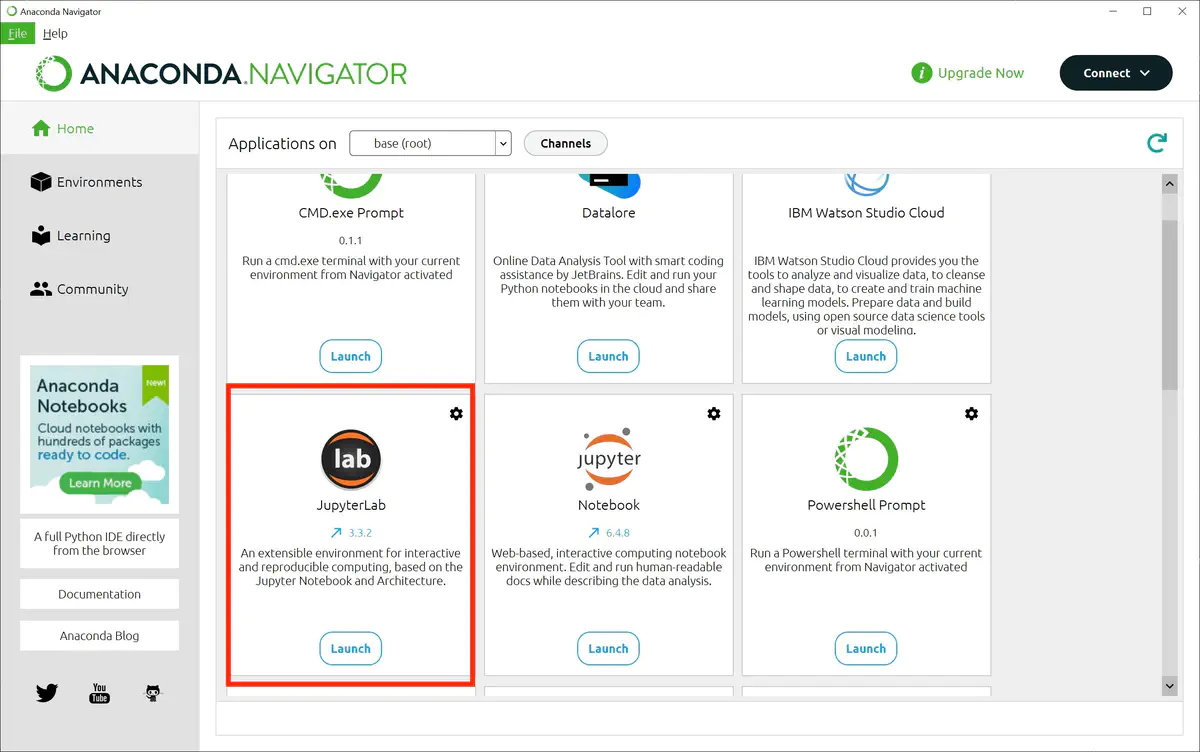 Anaconda Navigator
File Help
ANACONDA.NAVIGATOR
i Upgrade Now
Connect
Home
Environments
Learning
Community
Anaconda
Notebooks
New!
Cloud notebooks with
hundreds of packages
ready to code.
Learn More
A full Python IDE directly
from the browser
Documentation
Anaconda Blog
You
Tube
Applications on base (root) Channels
CMD.exe Prompt
0.1.1
Run a cmd.exe terminal with your current
environment from Navigator activated
Launch
Datalore
Online Data Analysis Tool with smart coding
assistance by JetBrains. Edit and run your
Python notebooks in the cloud and share
them with your team.
Launch
IBM Watson Studio Cloud
IBM Watson Studio Cloud provides you the
tools to analyze and visualize data, to cleanse
and shape data, to create and train machine
learning models. Prepare data and build
models, using open source data science tools
or visual modeling.
Launch
lab
JupyterLab
3.3.2
An extensible environment for interactive
and reproducible computing, based on the
Jupyter Notebook and Architecture.
Launch
jupyter
Notebook
6.4.8
Web-based, interactive computing notebook
environment. Edit and run human-readable
docs while describing the data analysis.
Launch
Powershell Prompt
0.0.1
Run a Powershell terminal with your current
environment from Navigator activated
Launch